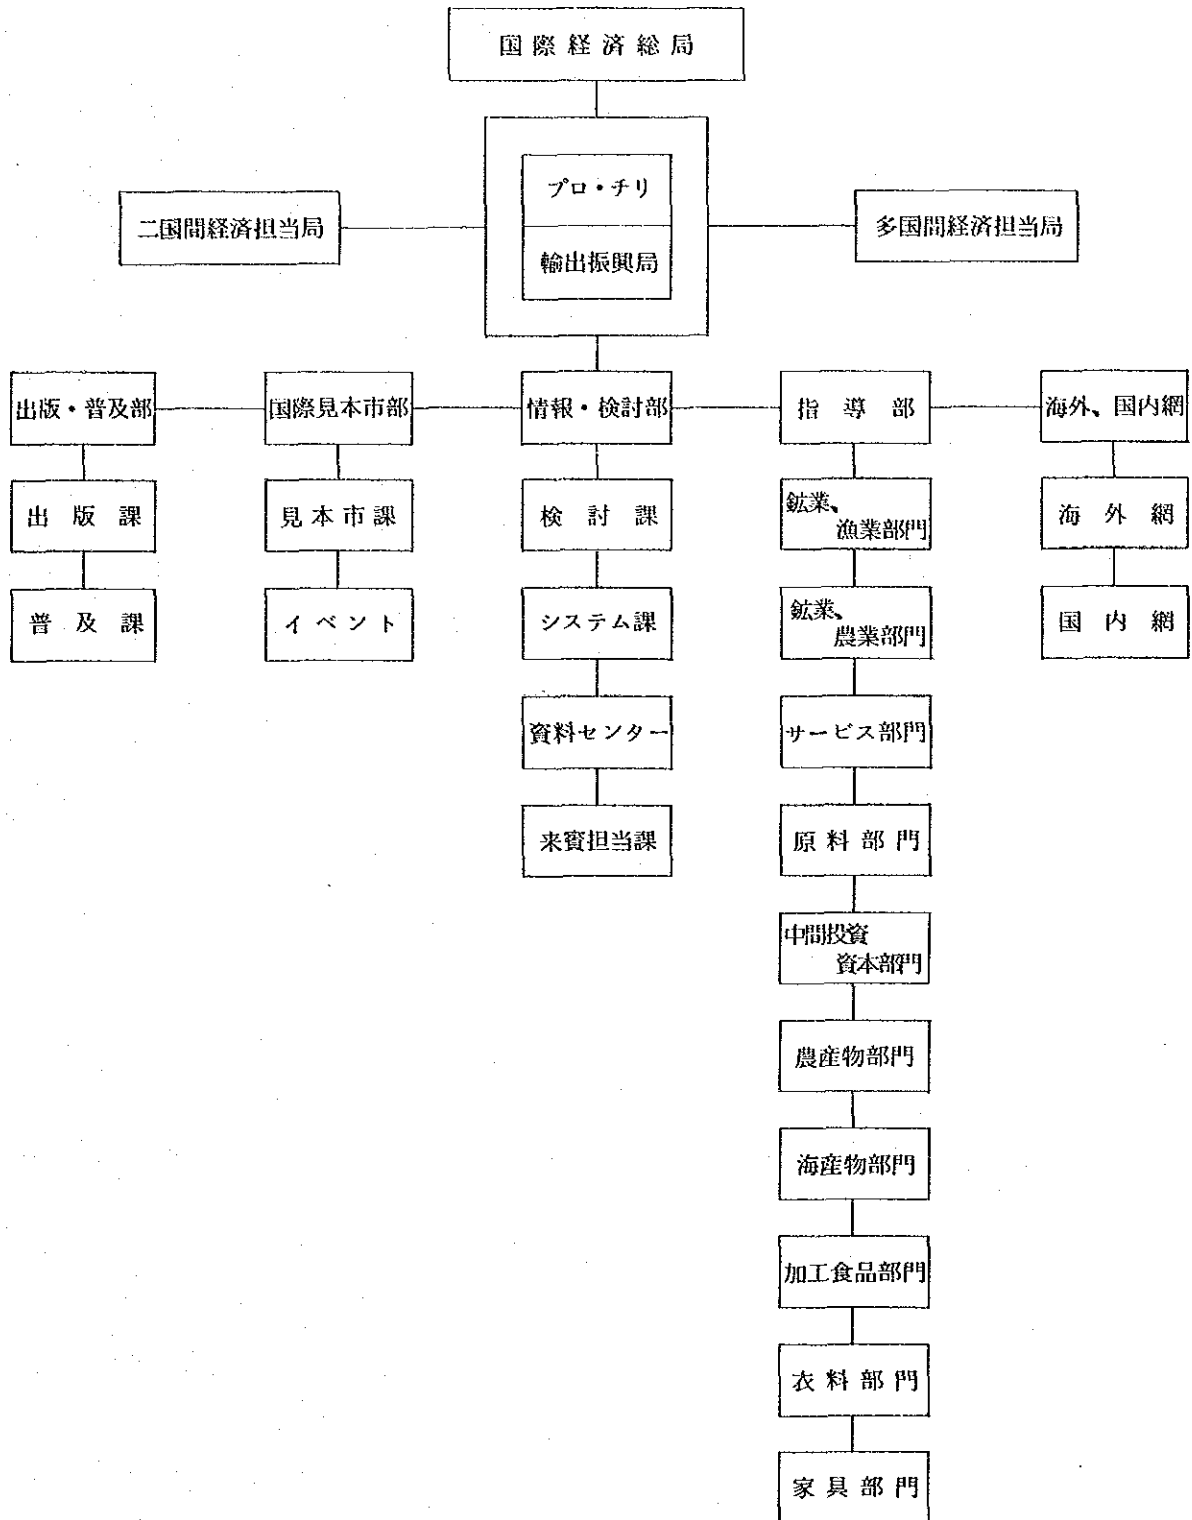 国際経済総局
プロ・チリ
二国間経済担当局
多国間経済担当局
輸出振興局
出版・普及部
国際見本市部
情報・検討部
指導部
海外、国内網
出版課
見本市課
検討課
鉱業、
漁業部門
海外網
普及課
イベント
システム課
鉱業、
農業部門
国内網
資料センター
サービス部門
来賓担当課
原料部門
中間投資
資本部門
農産物部門
海産物部門
加工食品部門
衣料部門
家具部門